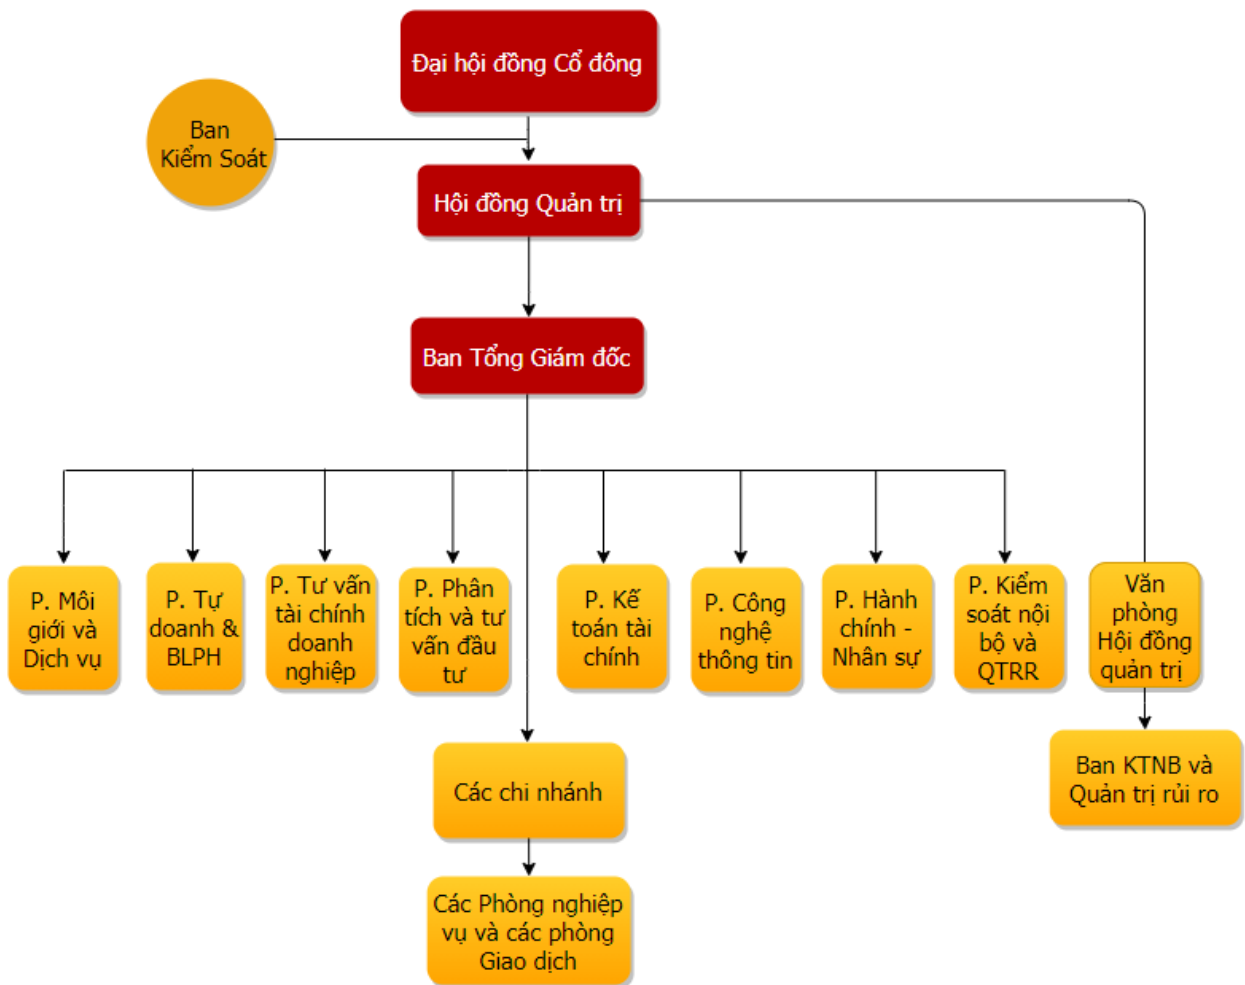 Đại hội đồng Cổ đông
Ban
Kiểm Soát
Hội đồng Quản trị
Ban Tổng Giám đốc
P. Môi
giới và
Dịch vụ
P. Tự
doanh &
BLPH
P. Tư vấn
tài chính
doanh
nghiệp
P. Phân
tích và tư
vấn đầu
tư
P. Kế
toán tài
chính
P. Công
nghệ
thông tin
P. Hành
chính -
Nhân sự
P. Kiểm
soát nội
bộ và
QTRR
Văn
phòng
Hội đồng
quản trị
Các chi nhánh
Ban KTNB và
Quản trị rủi ro
Các Phòng nghiệp
vụ và các phòng
Giao dịch